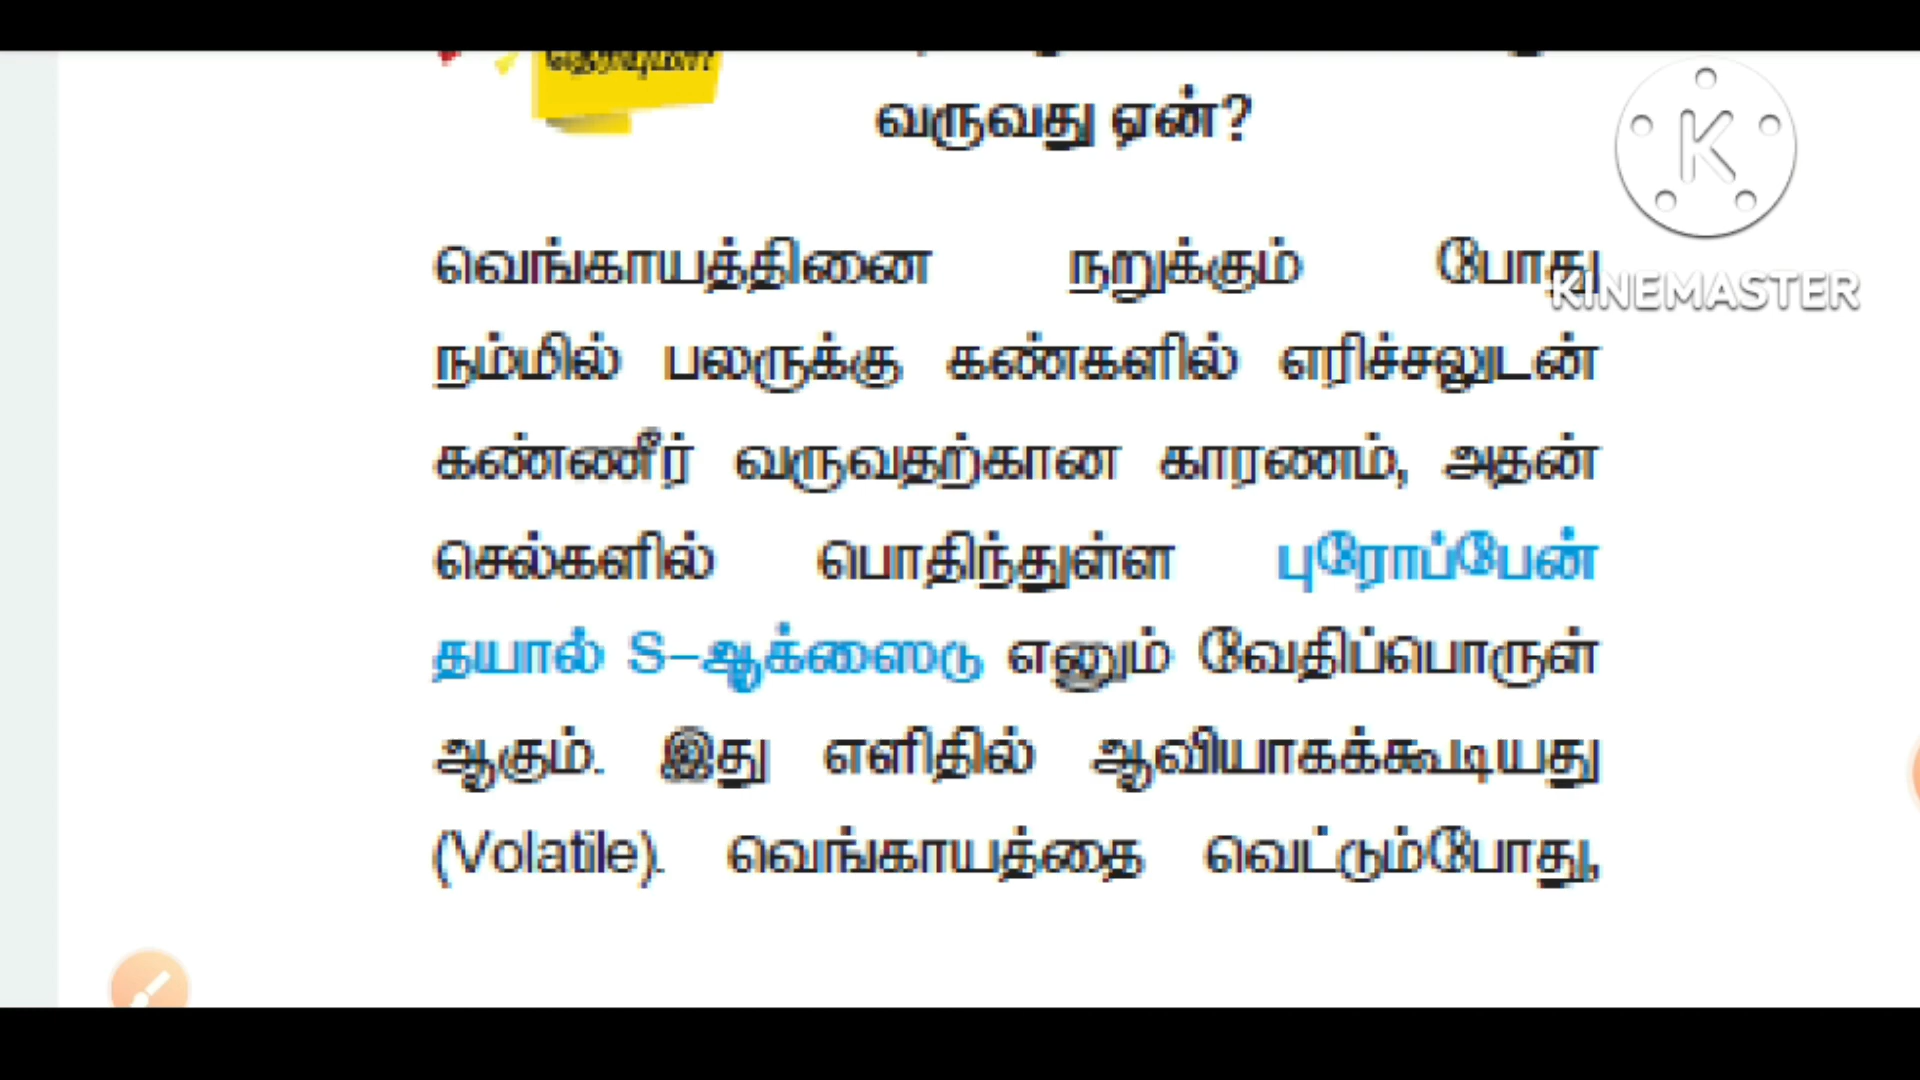 தெரியுமா?
வருவது ஏன்?
வெங்காயத்தினை நறுக்கும் போது
KINEMASTER
நம்மில் பலருக்கு கண்களில் எரிச்சலுடன்
கண்ணீர் வருவதற்கான காரணம், அதன்
செல்களில் பொதிந்துள்ள புரோப்பேன்
தயால் S–ஆக்ஸைடு எனும் வேதிப்பொருள்
ஆகும். இது எளிதில் ஆவியாகக்கூடியது
(Volatile). வெங்காயத்தை வெட்டும்போது,